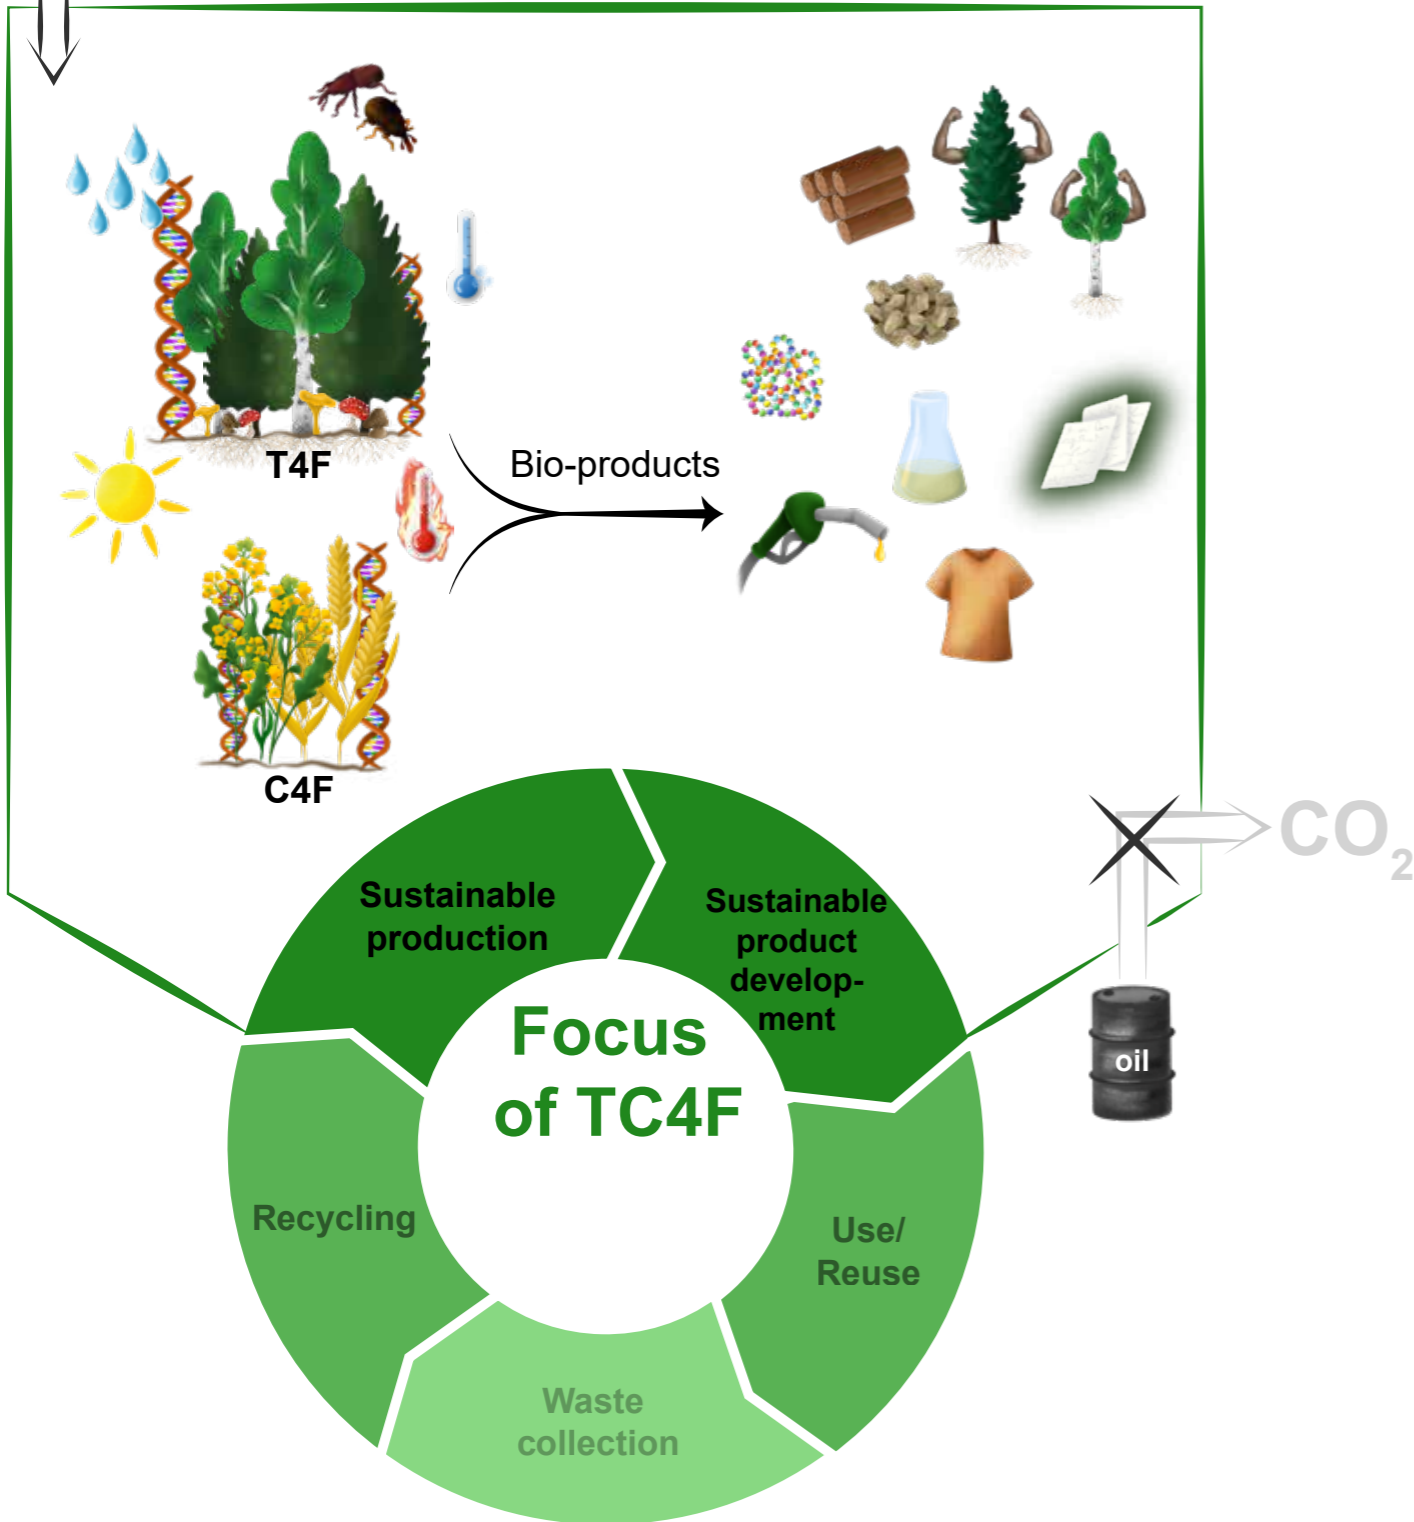 T4F
Bio-products
C4F
CO2
Sustainable
production
Sustainable
product
develop-
ment
Focus
of TC4F
oil
Recycling
Use/
Reuse
Waste
collection